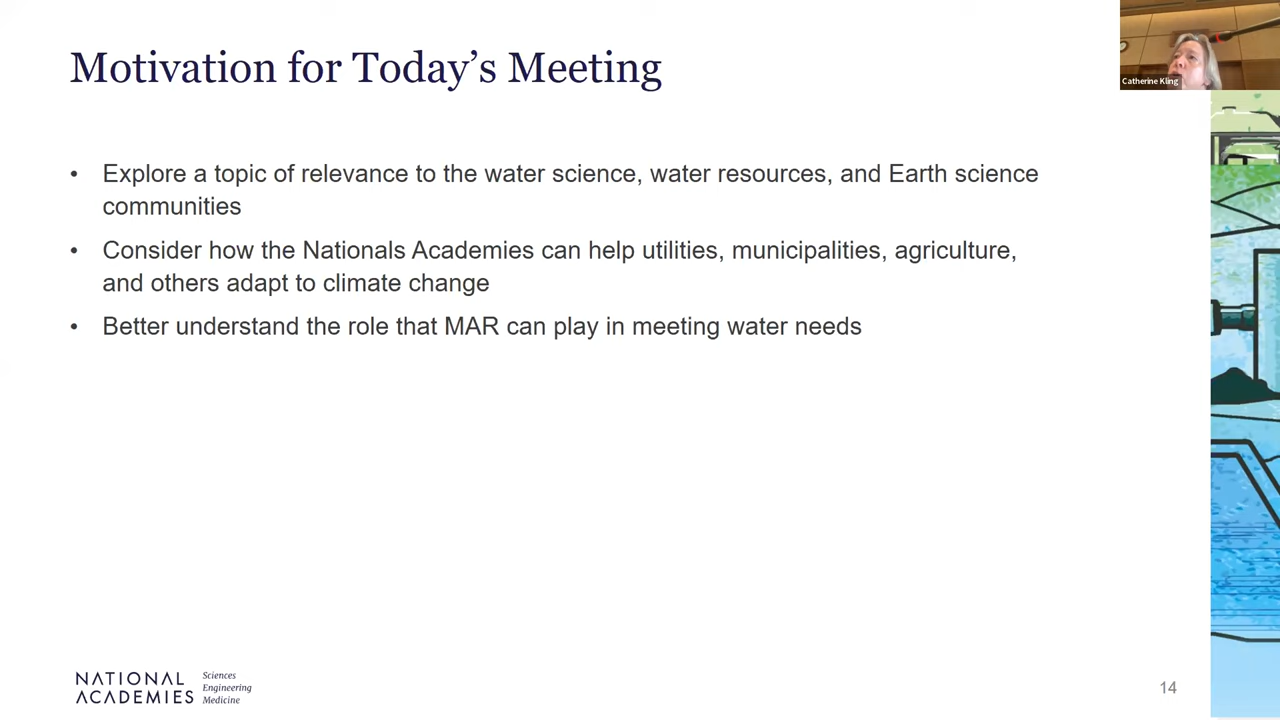 Motivation for Today's Meeting
Catherine Kling
• Explore a topic of relevance to the water science, water resources, and Earth science
communities
• Consider how the Nationals Academies can help utilities, municipalities, agriculture,
and others adapt to climate change
• Better understand the role that MAR can play in meeting water needs
NATIONAL
ACADEMIES
Sciences
Engineering
Medicine
14